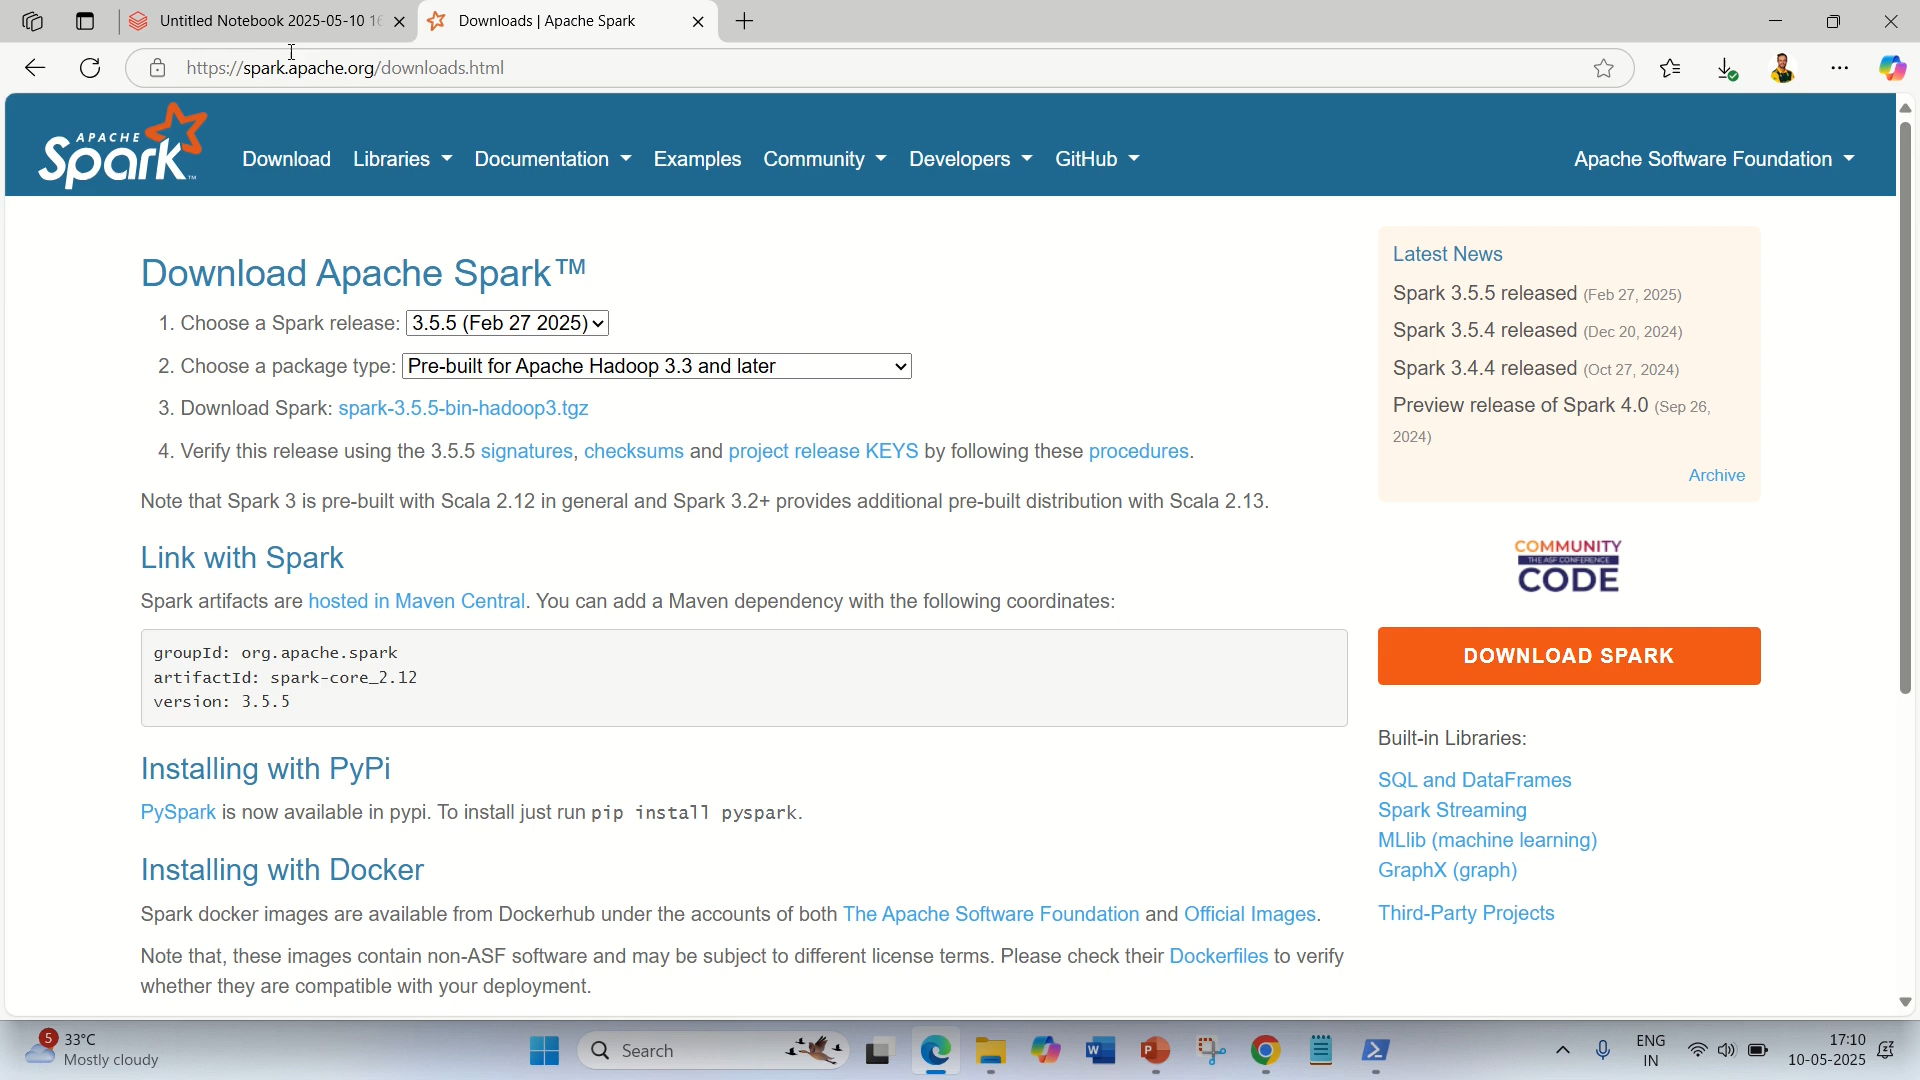 Untitled Notebook 2025-05-10 16
Downloads | Apache Spark
https://spark.apache.org/downloads.html
APACHE
Spark™
Download
Libraries
Documentation
Examples
Community
Developers
GitHub
Apache Software Foundation
Download Apache Spark™
1. Choose a Spark release: 3.5.5 (Feb 27 2025)
2. Choose a package type: Pre-built for Apache Hadoop 3.3 and later
3. Download Spark: spark-3.5.5-bin-hadoop3.tgz
4. Verify this release using the 3.5.5 signatures, checksums and project release KEYS by following these procedures.
Note that Spark 3 is pre-built with Scala 2.12 in general and Spark 3.2+ provides additional pre-built distribution with Scala 2.13.
Link with Spark
Spark artifacts are hosted in Maven Central. You can add a Maven dependency with the following coordinates:
groupId: org.apache.spark
artifactId: spark-core_2.12
version: 3.5.5
Installing with PyPi
PySpark is now available in pypi. To install just run pip install pyspark.
Installing with Docker
Spark docker images are available from Dockerhub under the accounts of both The Apache Software Foundation and Official Images.
Note that, these images contain non-ASF software and may be subject to different license terms. Please check their Dockerfiles to verify
whether they are compatible with your deployment.
Latest News
Spark 3.5.5 released (Feb 27, 2025)
Spark 3.5.4 released (Dec 20, 2024)
Spark 3.4.4 released (Oct 27, 2024)
Preview release of Spark 4.0 (Sep 26,
2024)
Archive
COMMUNITY
THE ASF CONFERENCE
CODE
DOWNLOAD SPARK
Built-in Libraries:
SQL and DataFrames
Spark Streaming
MLlib (machine learning)
GraphX (graph)
Third-Party Projects
5
33°C
Mostly cloudy
Search
W
P
ENG
IN
17:10
10-05-2025